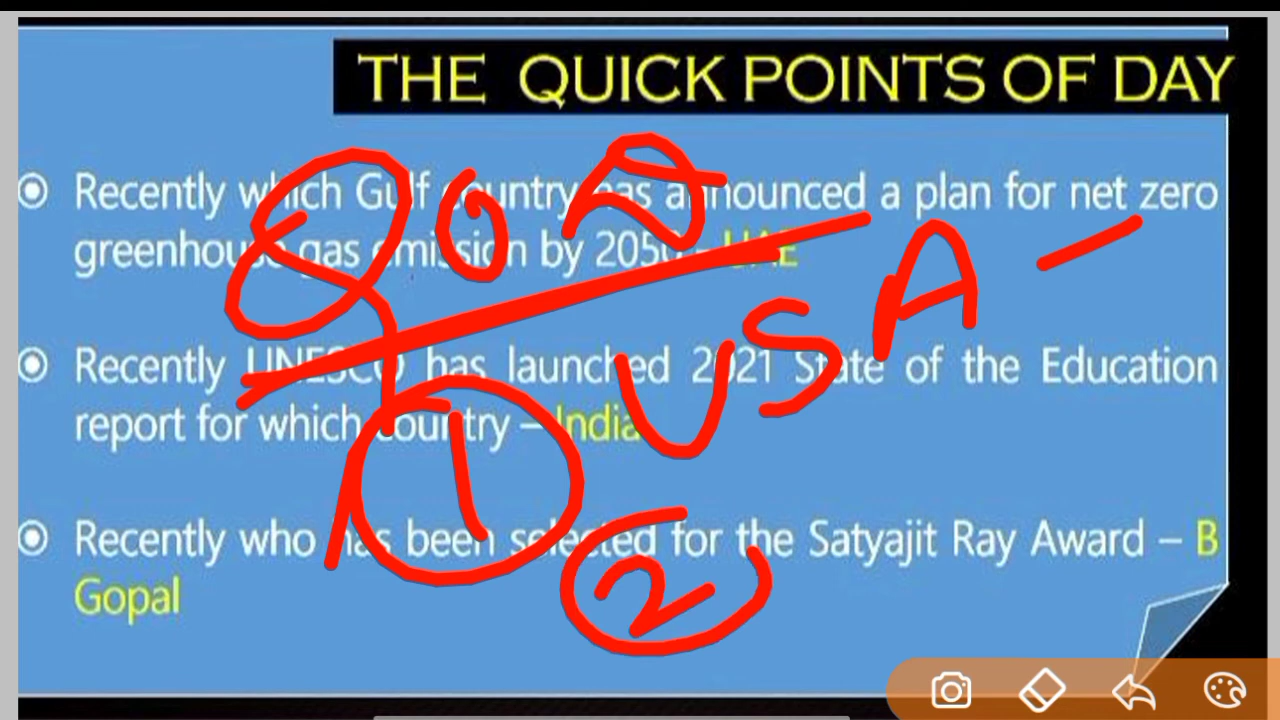 THE QUICK POINTS OF DAY
Recently which Gulf country has announced a plan for net zero
greenhouse gas emission by 2050 - UAE
USA -
Recently UNESCO has launched 2021 State of the Education
report for which country – India
1
Recently who has been selected for the Satyajit Ray Award – B
2
Gopal